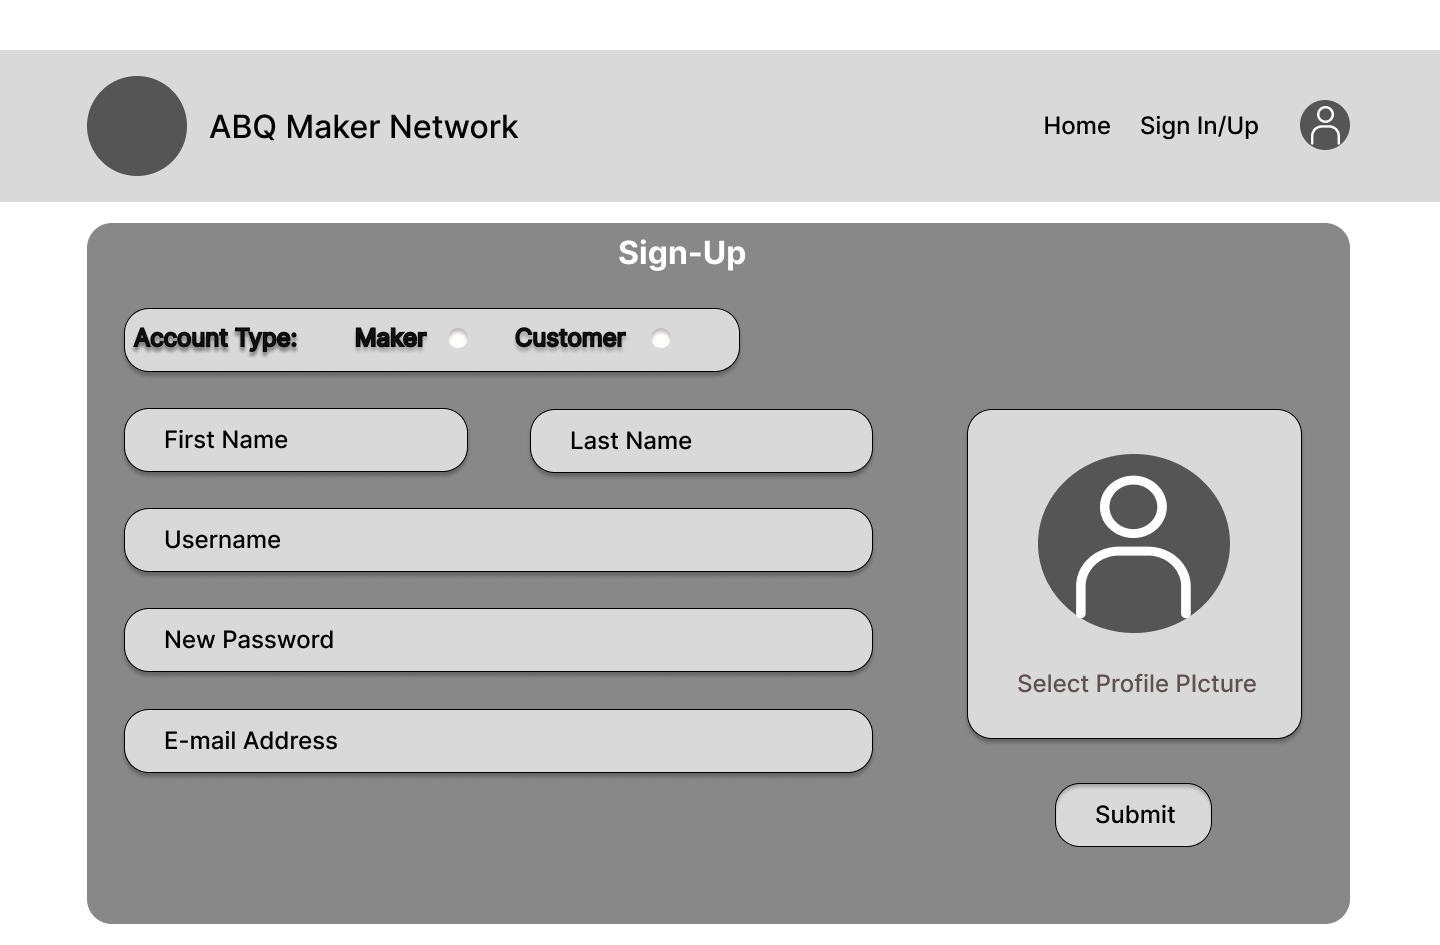 ABQ Maker Network
Home Sign In/Up
Sign-Up
Account Type: Maker Customer
First Name Last Name
Username
New Password
E-mail Address
Select Profile PIcture
Submit